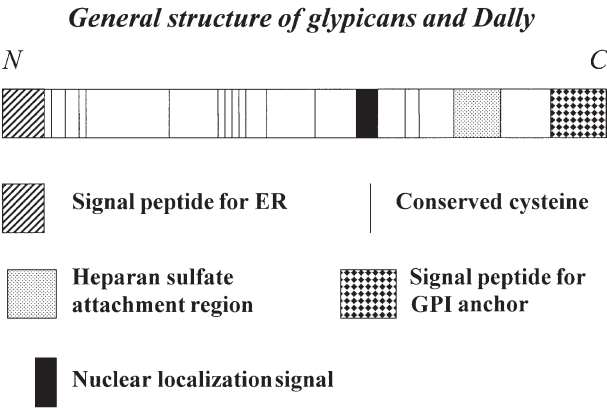 General structure of glypicans and Dally
N
C
Signal peptide for ER
Conserved cysteine
Heparan sulfate
attachment region
Signal peptide for
GPI anchor
Nuclear localization signal